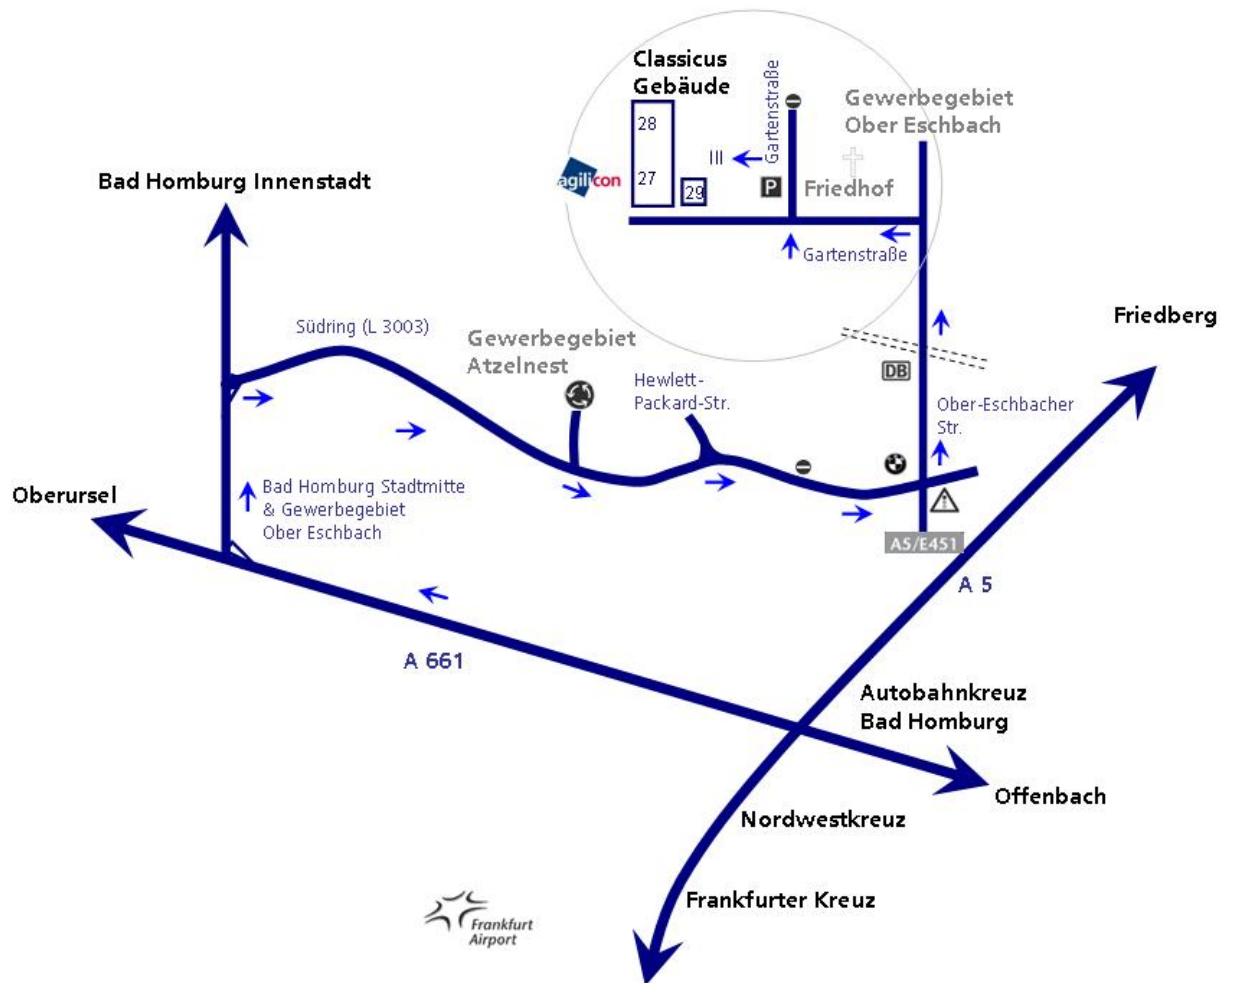 Classicus
Gebäude
Gartenstraße
Gewerbegebiet
Ober Eschbach
28
III
27
29
P
Friedhof
agilicon
Bad Homburg Innenstadt
Gartenstraße
Friedberg
Südring (L 3003)
Gewerbegebiet
Atzelnest
DB
Hewlett-
Packard-Str.
Ober-Eschbacher
Str.
Oberursel
Bad Homburg Stadtmitte
& Gewerbegebiet
Ober Eschbach
A5/E451
A 5
A 661
Autobahnkreuz
Bad Homburg
Offenbach
Nordwestkreuz
Frankfurter Kreuz
Frankfurt
Airport